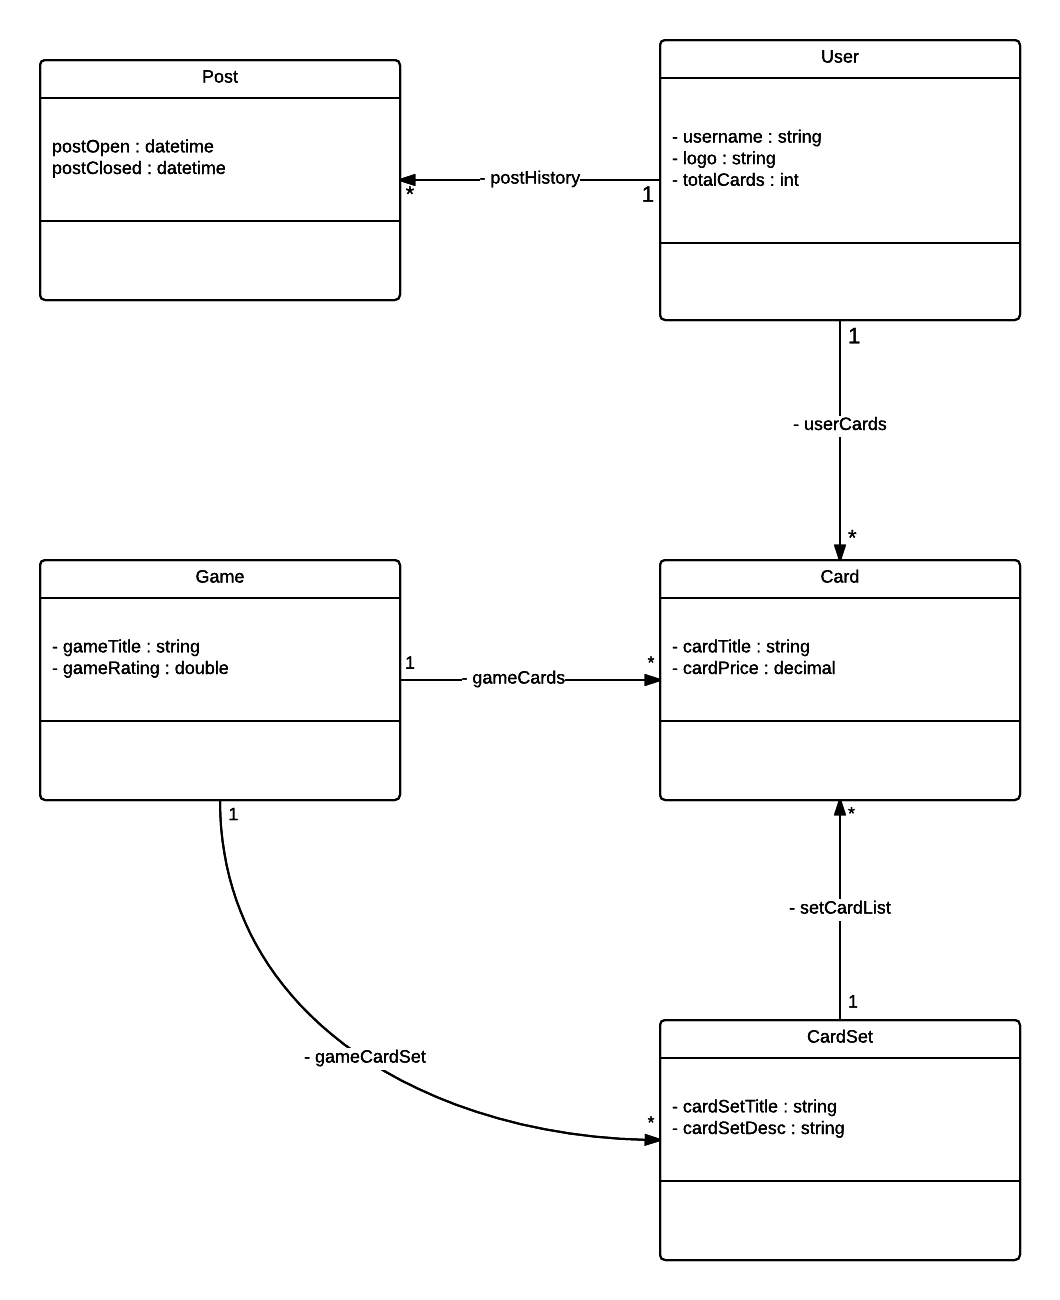 Post
postOpen : datetime
postClosed : datetime
User
- username : string
- logo : string
- totalCards : int
- postHistory
*
1
1
- userCards
*
Game
- gameTitle : string
- gameRating : double
Card
- cardTitle : string
- cardPrice : decimal
1
*
- gameCards
1
*
- setCardList
1
- gameCardSet
*
CardSet
- cardSetTitle : string
- cardSetDesc : string